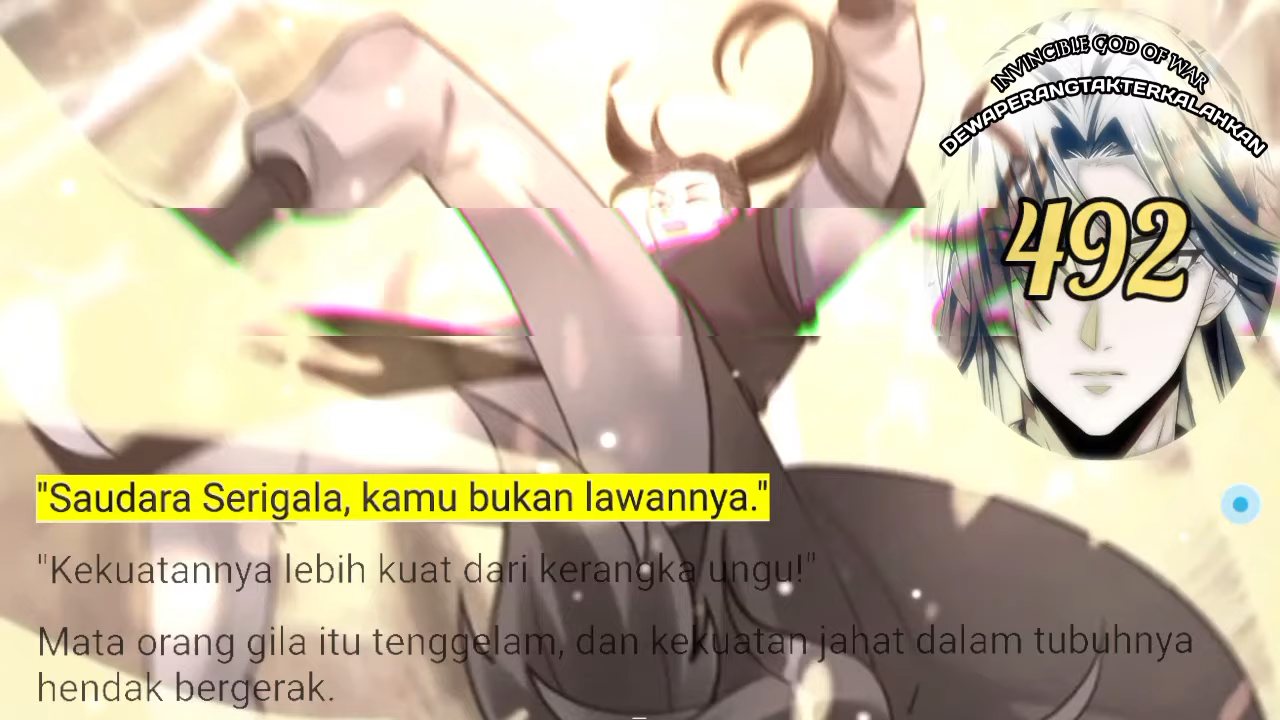 INVINCIBLE GOD OF WAR
DEWAPERANGTAKTERKALAHKAN
492
"Saudara Serigala, kamu bukan lawannya."
"Kekuatannya lebih kuat dari kerangka ungu!"
Mata orang gila itu tenggelam, dan kekuatan jahat dalam tubuhnya
hendak bergerak.